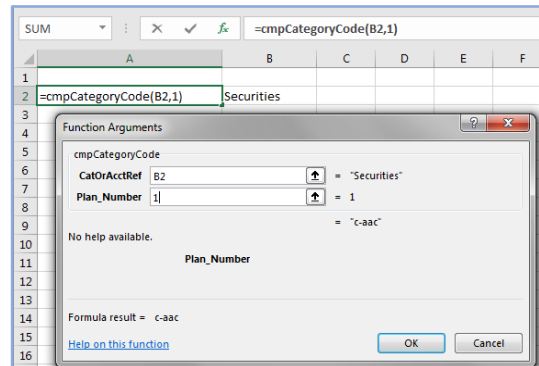 SUM fx =cmpCategoryCode(B2,1)
A B C D E F
1
2 =cmpCategoryCode(B2,1) Securities
3
4 Function Arguments ?
5 cmpCategoryCode
6 CatOrAcctRef B2 = "Securities"
7 Plan_Number 1 = 1
8
9 = "c-aac"
10 No help available.
11 Plan_Number
12
13
14 Formula result = c-aac
15 Help on this function OK Cancel
16